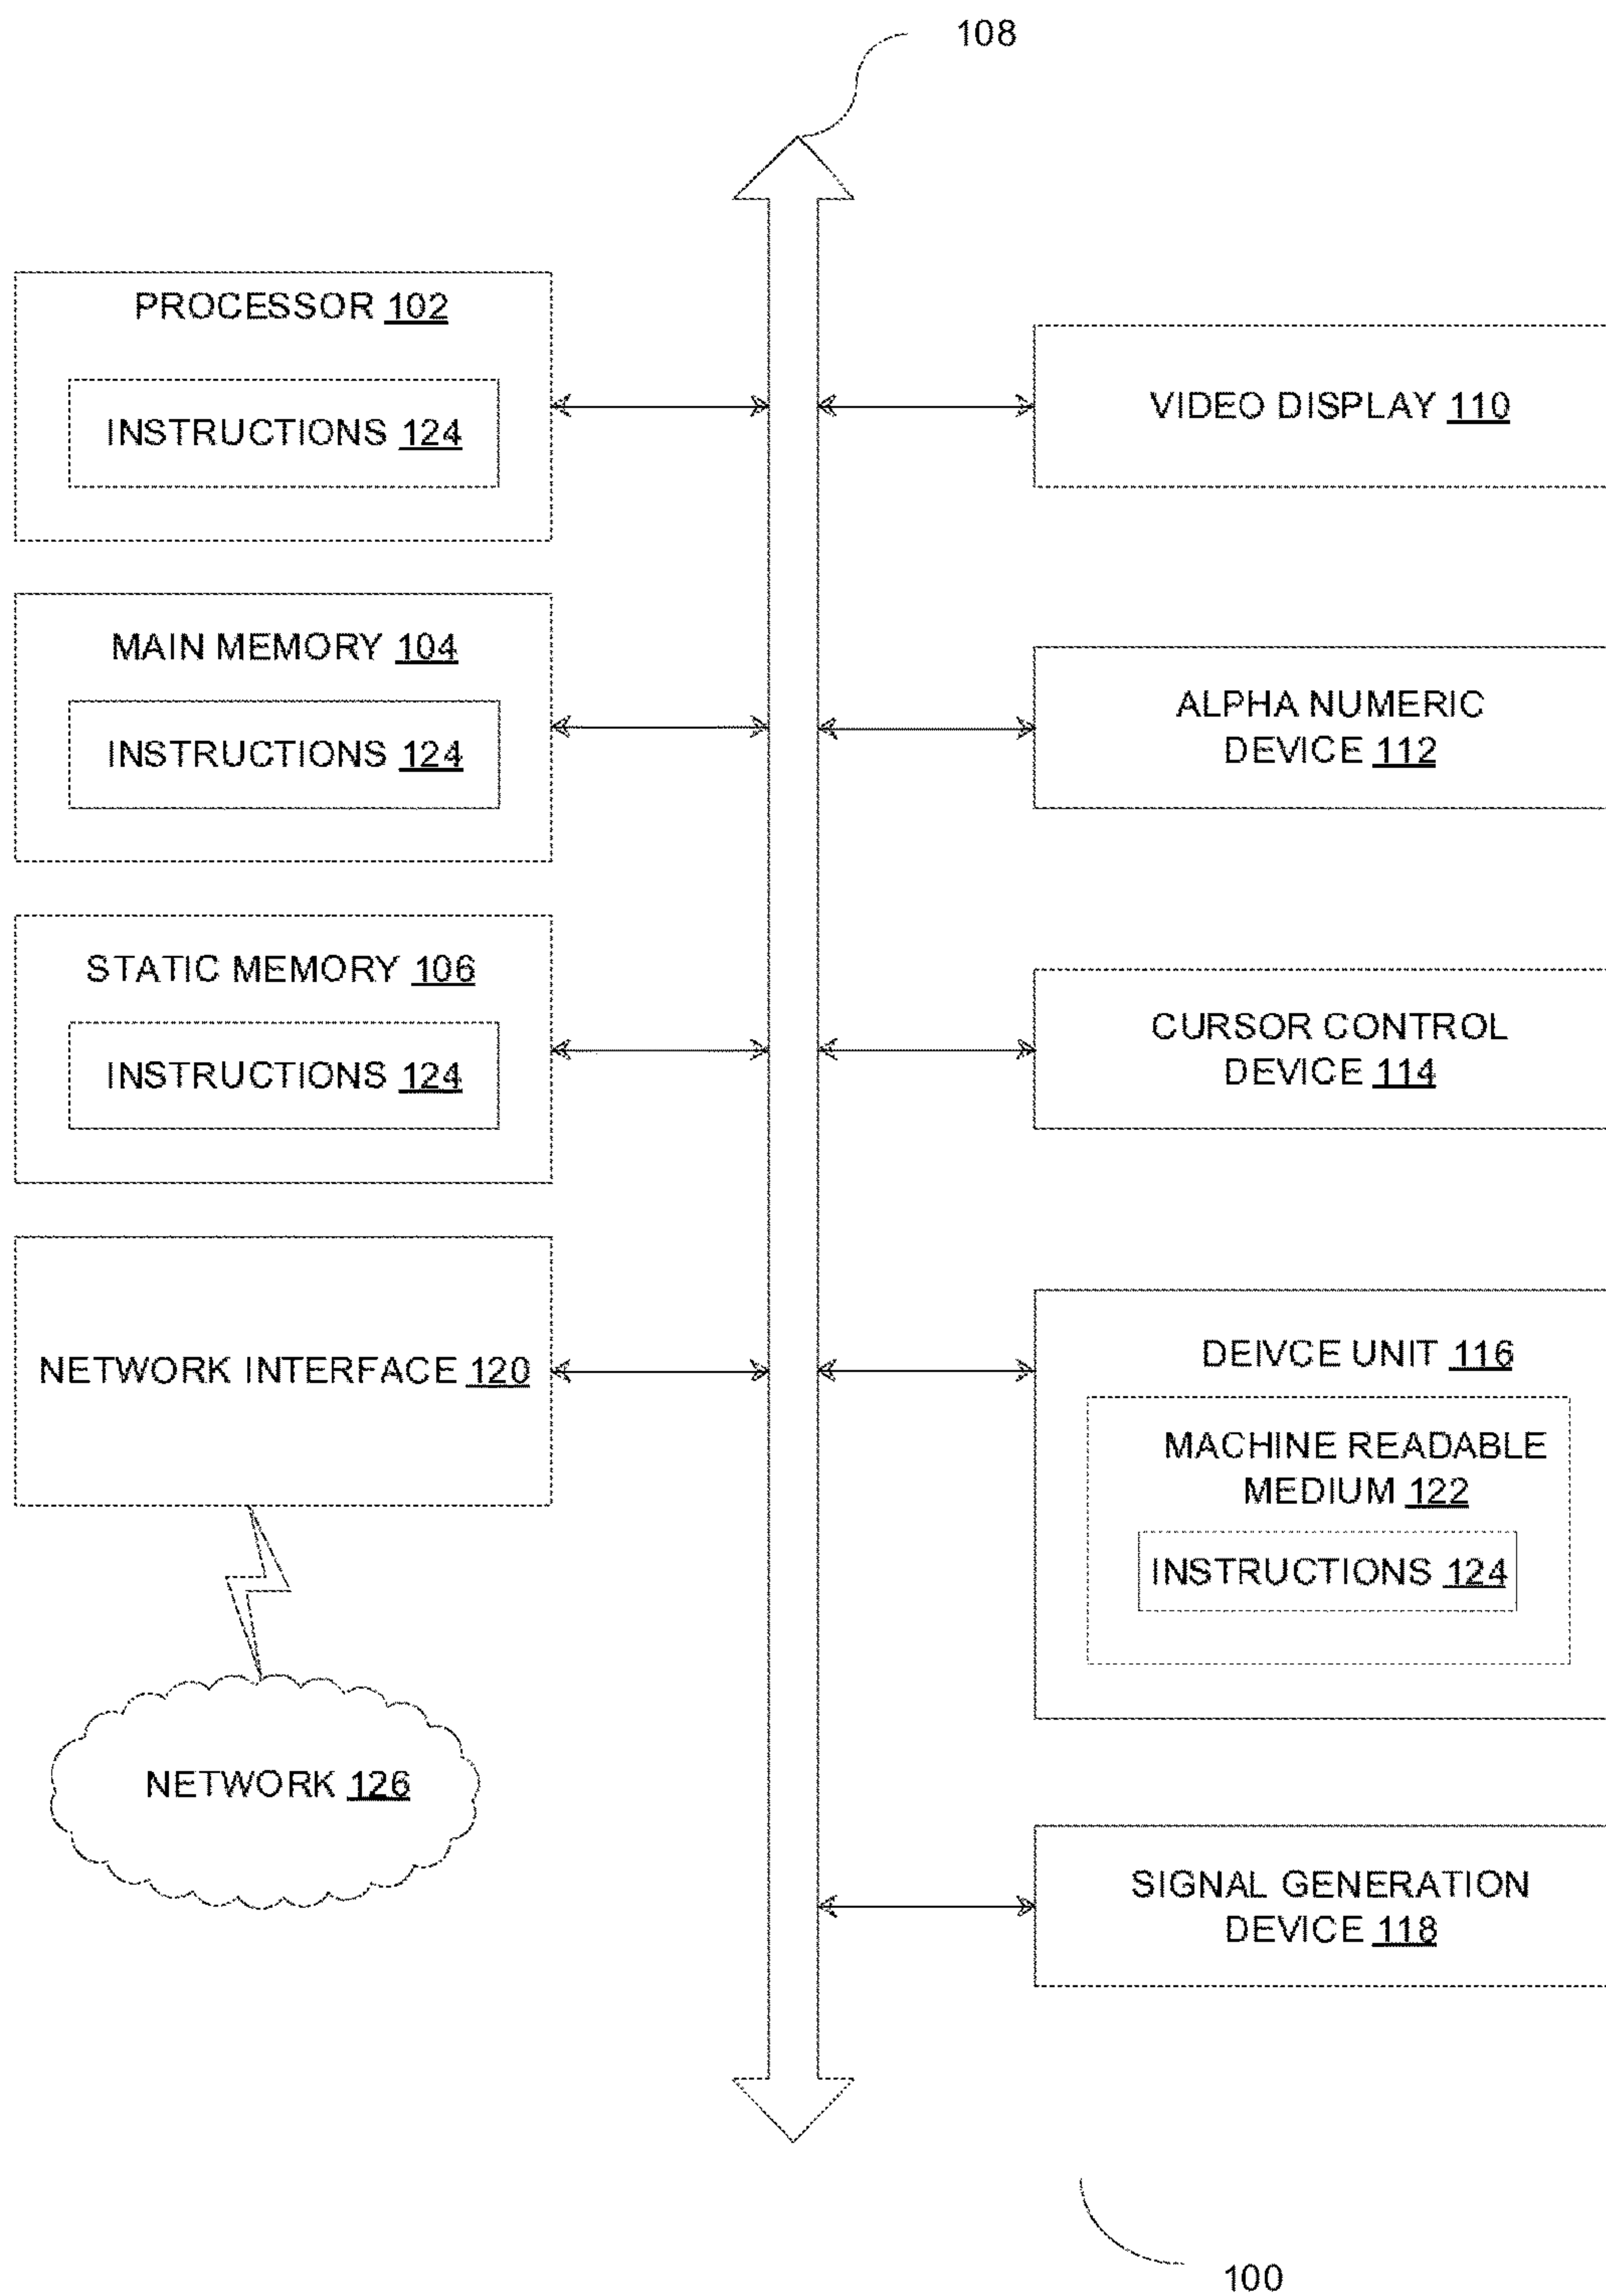 108
PROCESSOR 102
INSTRUCTIONS 124
MAIN MEMORY 104
INSTRUCTIONS 124
STATIC MEMORY 106
INSTRUCTIONS 124
NETWORK INTERFACE 120
NETWORK 126
VIDEO DISPLAY 110
ALPHA NUMERIC
DEVICE 112
CURSOR CONTROL
DEVICE 114
DEIVCE UNIT 116
MACHINE READABLE
MEDIUM 122
INSTRUCTIONS 124
SIGNAL GENERATION
DEVICE 118
100